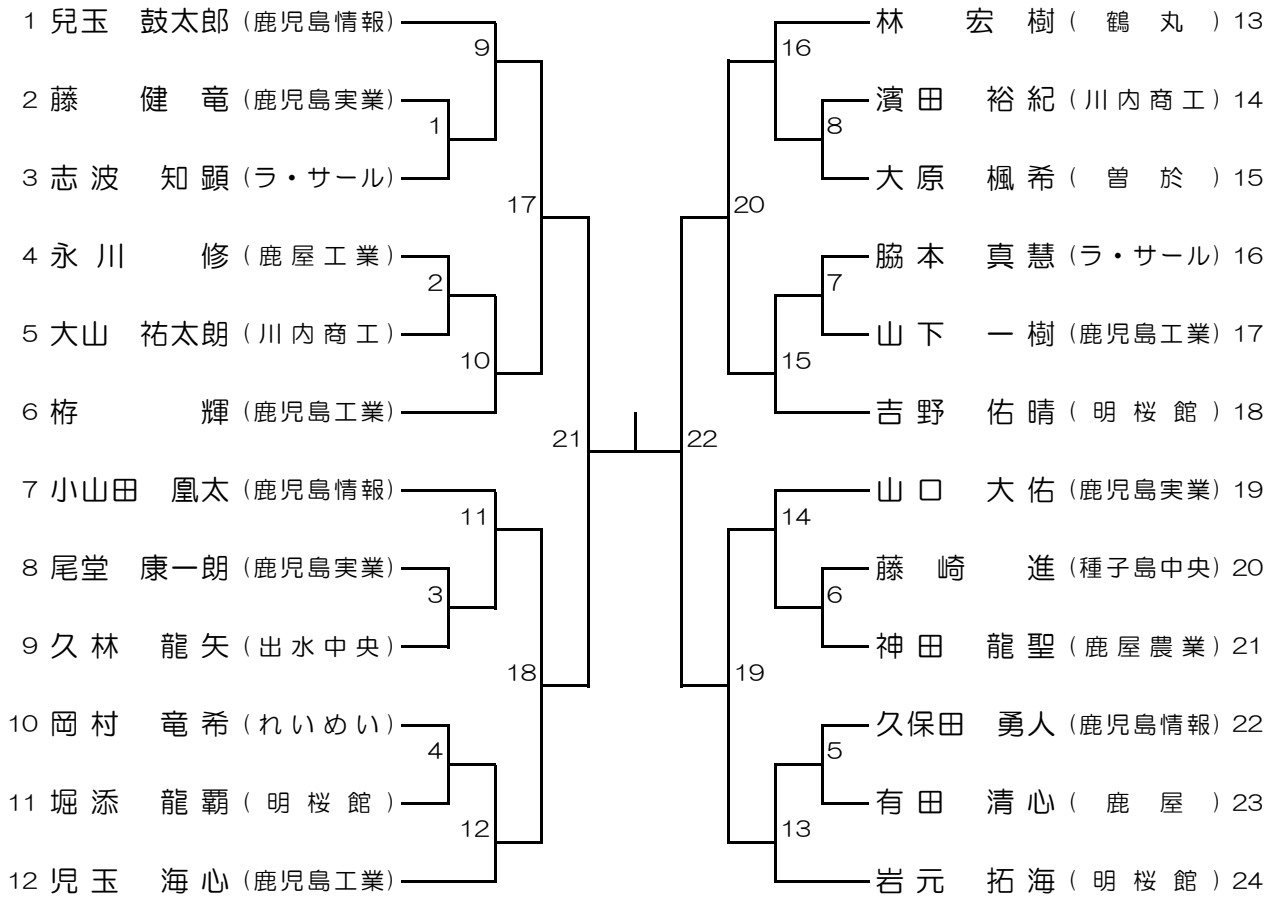 1 兒玉 鼓太郎 (鹿児島情報)
2 藤 健 竜 (鹿児島実業)
3 志波 知顕 (ラ・サール)
4 永川 修 (鹿屋工業)
5 大山 祐太朗 (川内商工)
6 栫 輝 (鹿児島工業)
7 小山田 凰太 (鹿児島情報)
8 尾堂 康一朗 (鹿児島実業)
9 久林 龍矢 (出水中央)
10 岡村 竜希 (れいめい)
11 堀添 龍覇 (明桜館)
12 児玉 海心 (鹿児島工業)
9
1
17
2
10
21
11
3
18
4
12
林 宏樹 (鶴丸) 13
濱田 裕紀 (川内商工) 14
大原 楓希 (曽於) 15
脇本 真慧 (ラ・サール) 16
山下 一樹 (鹿児島工業) 17
吉野 佑晴 (明桜館) 18
山口 大佑 (鹿児島実業) 19
藤崎 進 (種子島中央) 20
神田 龍聖 (鹿屋農業) 21
久保田 勇人 (鹿児島情報) 22
有田 清心 (鹿屋) 23
岩元 拓海 (明桜館) 24
16
8
20
7
15
22
14
6
19
5
13